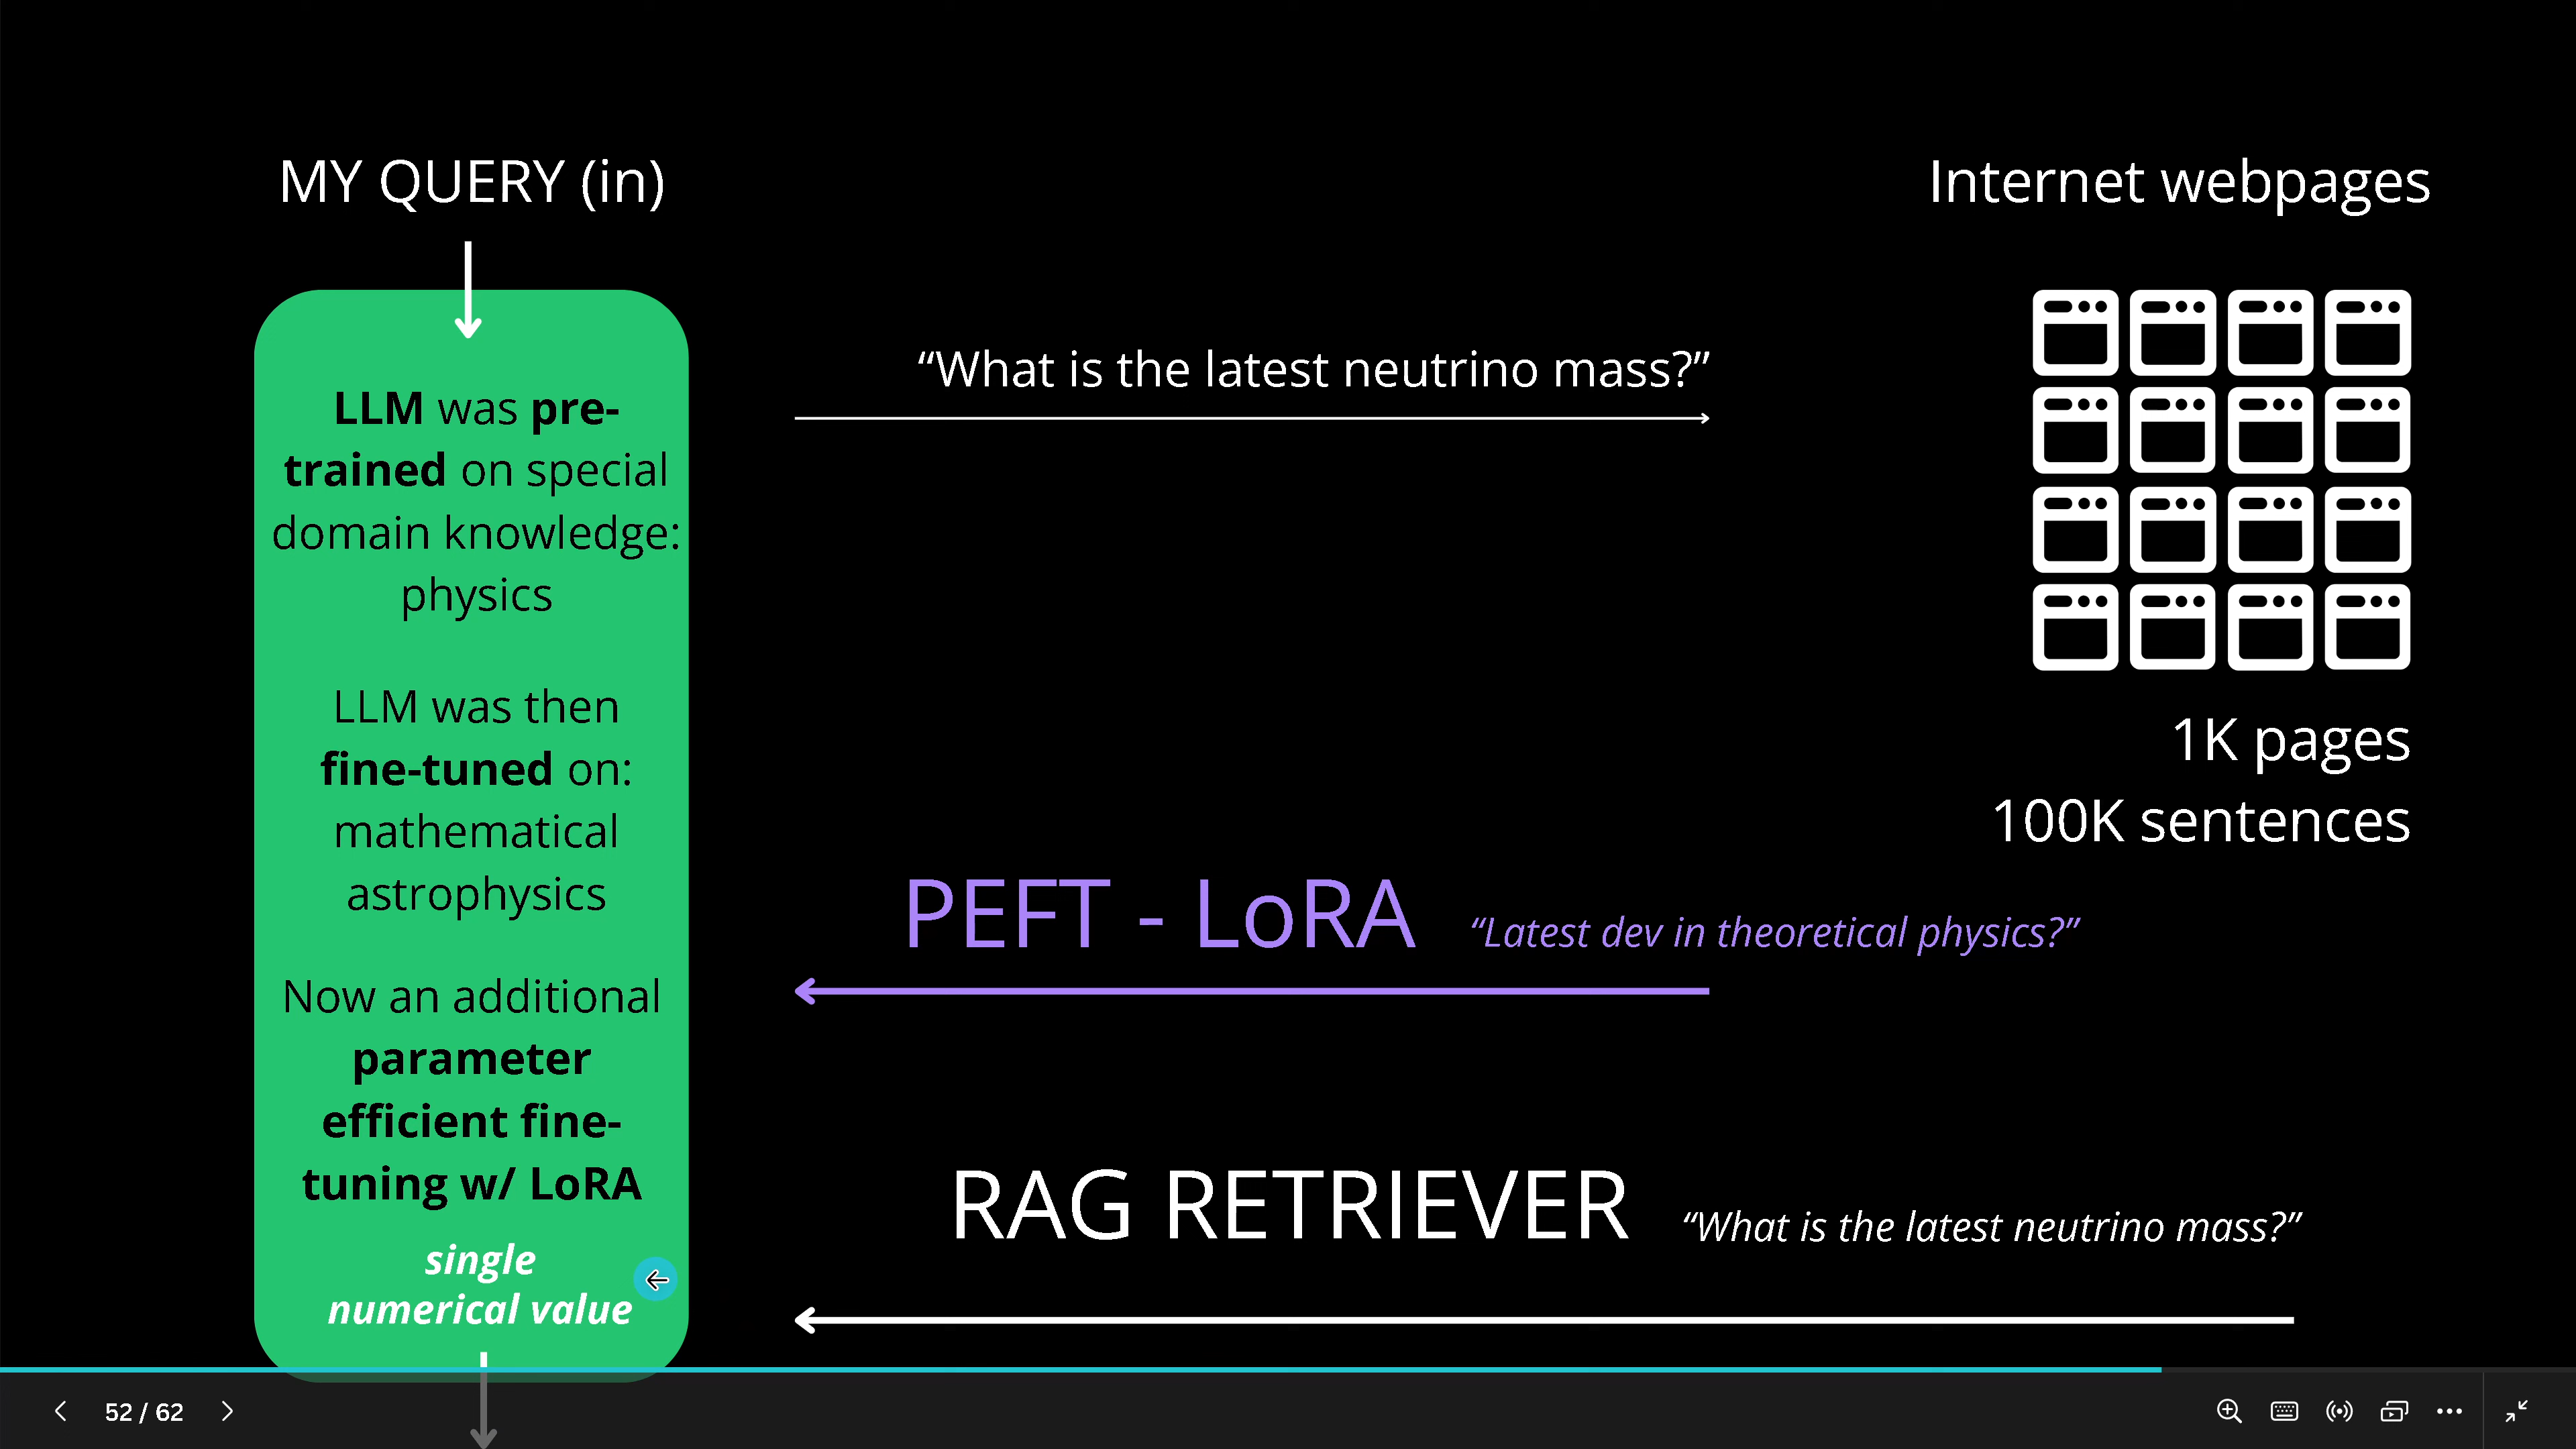 MY QUERY (in)
Internet webpages
“What is the latest neutrino mass?”
LLM was pre-
trained on special
domain knowledge:
physics
LLM was then
fine-tuned on:
mathematical
astrophysics
Now an additional
parameter
efficient fine-
tuning w/ LoRA
single
numerical value
1K pages
100K sentences
PEFT - LoRA
“Latest dev in theoretical physics?”
RAG RETRIEVER
“What is the latest neutrino mass?”
52 / 62